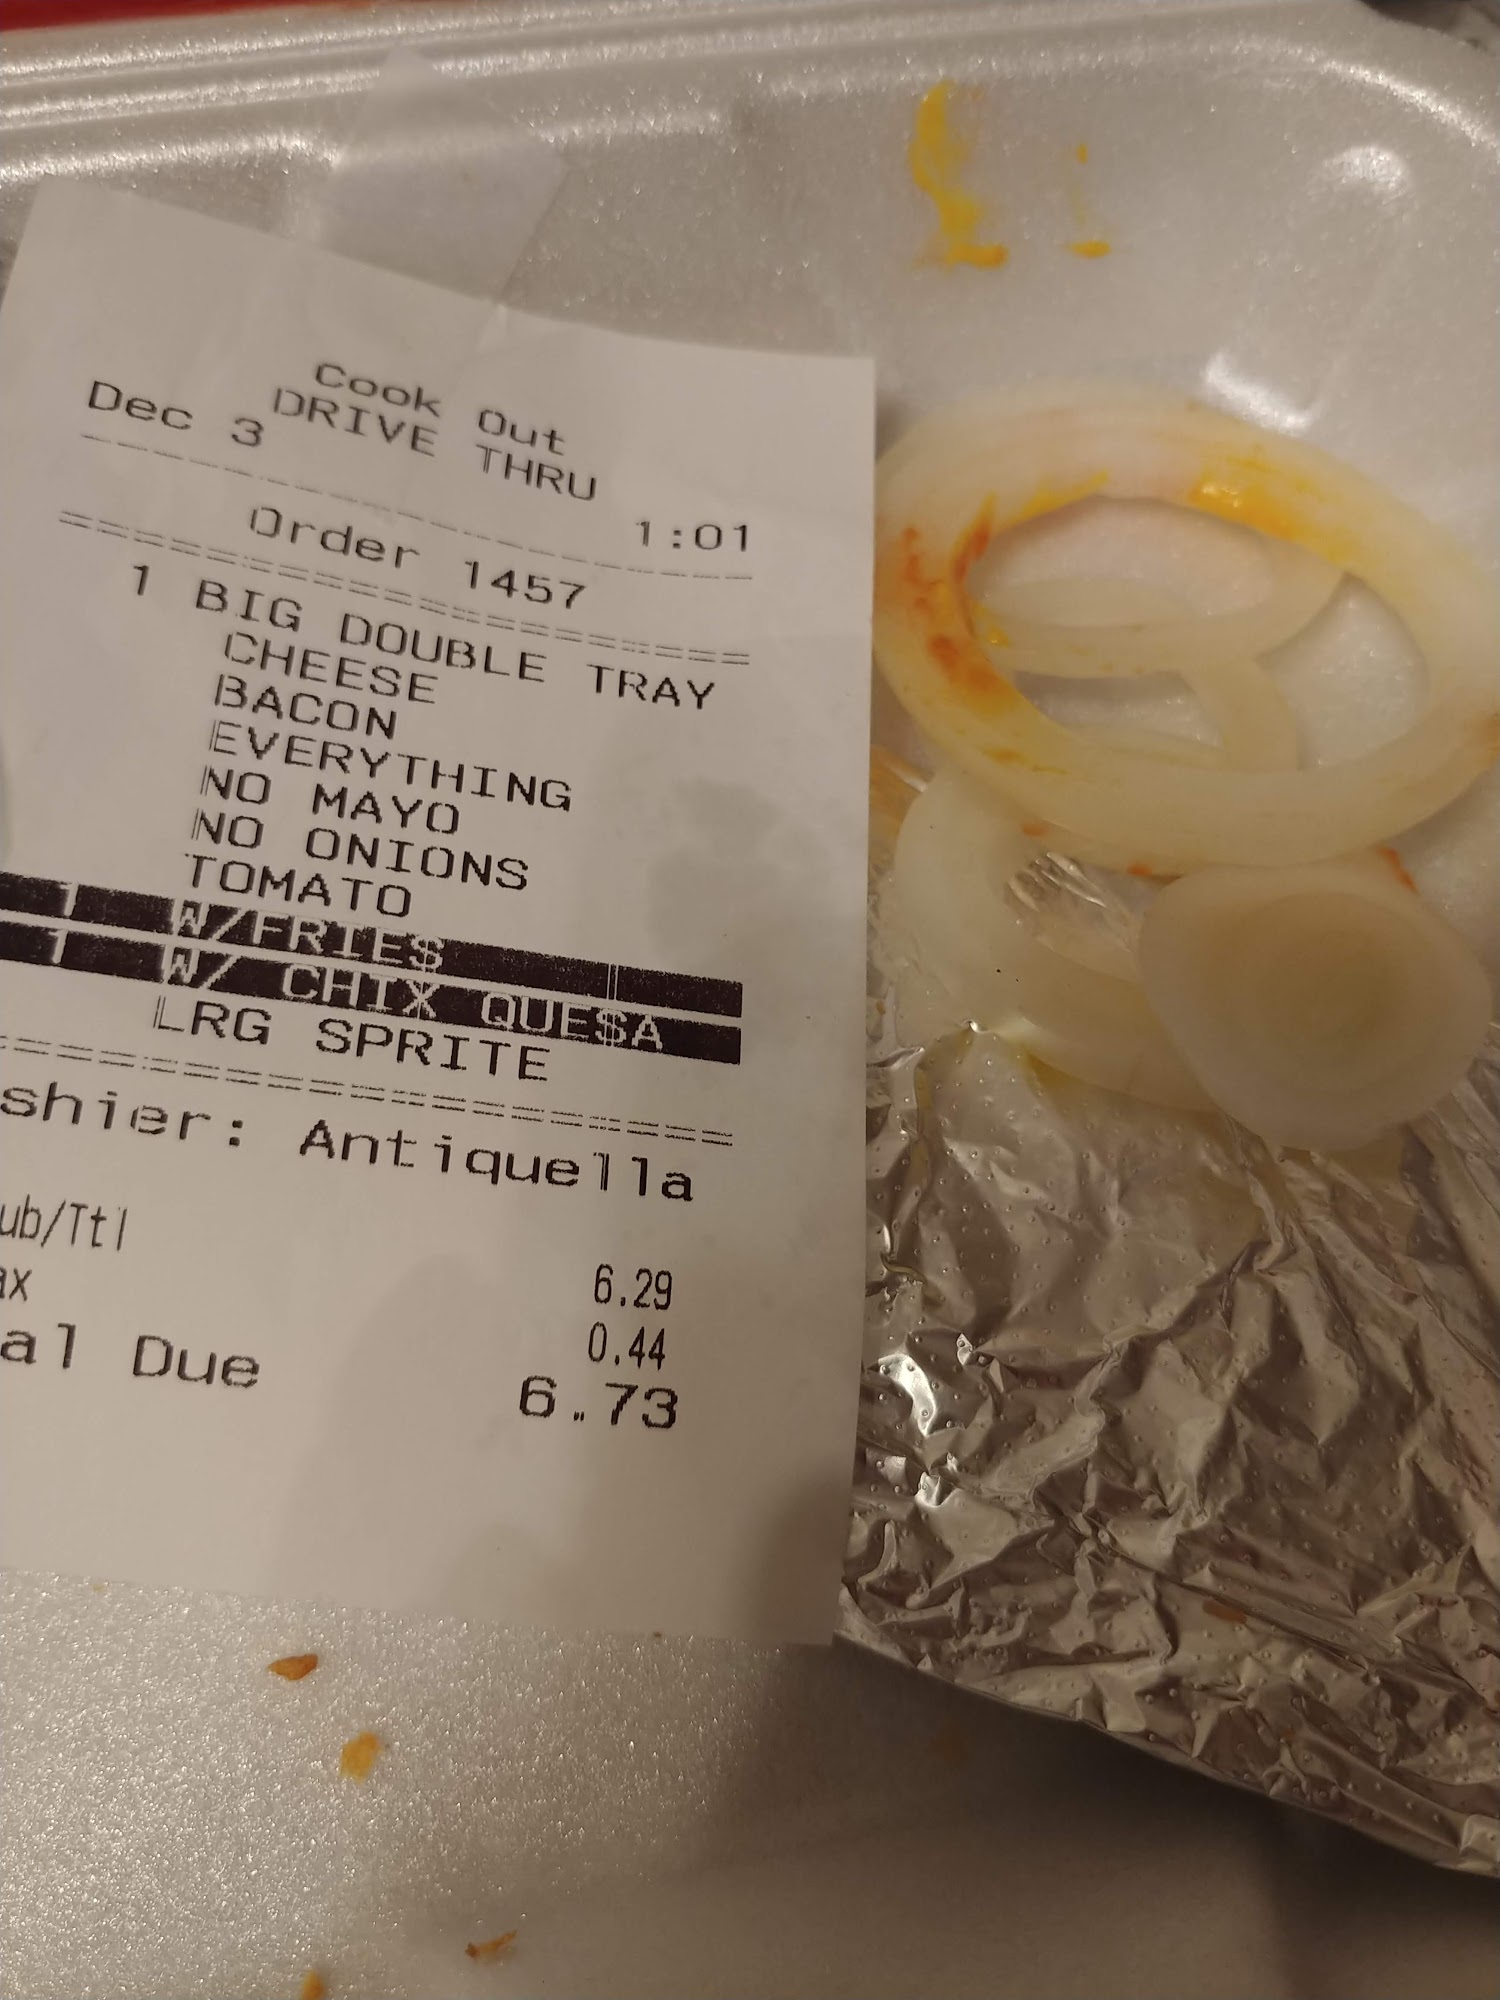 Cook Out
DRIVE THRU
Dec 3 1:01
Order 1457
1 BIG DOUBLE TRAY
CHEESE
BACON
EVERYTHING
NO MAYO
NO ONIONS
TOMATO
1 W/FRIES
1 W/ CHIX QUESA
LRG SPRITE
shier: Antiquella
ub/Ttl 6.29
ax 0.44
al Due 6.73